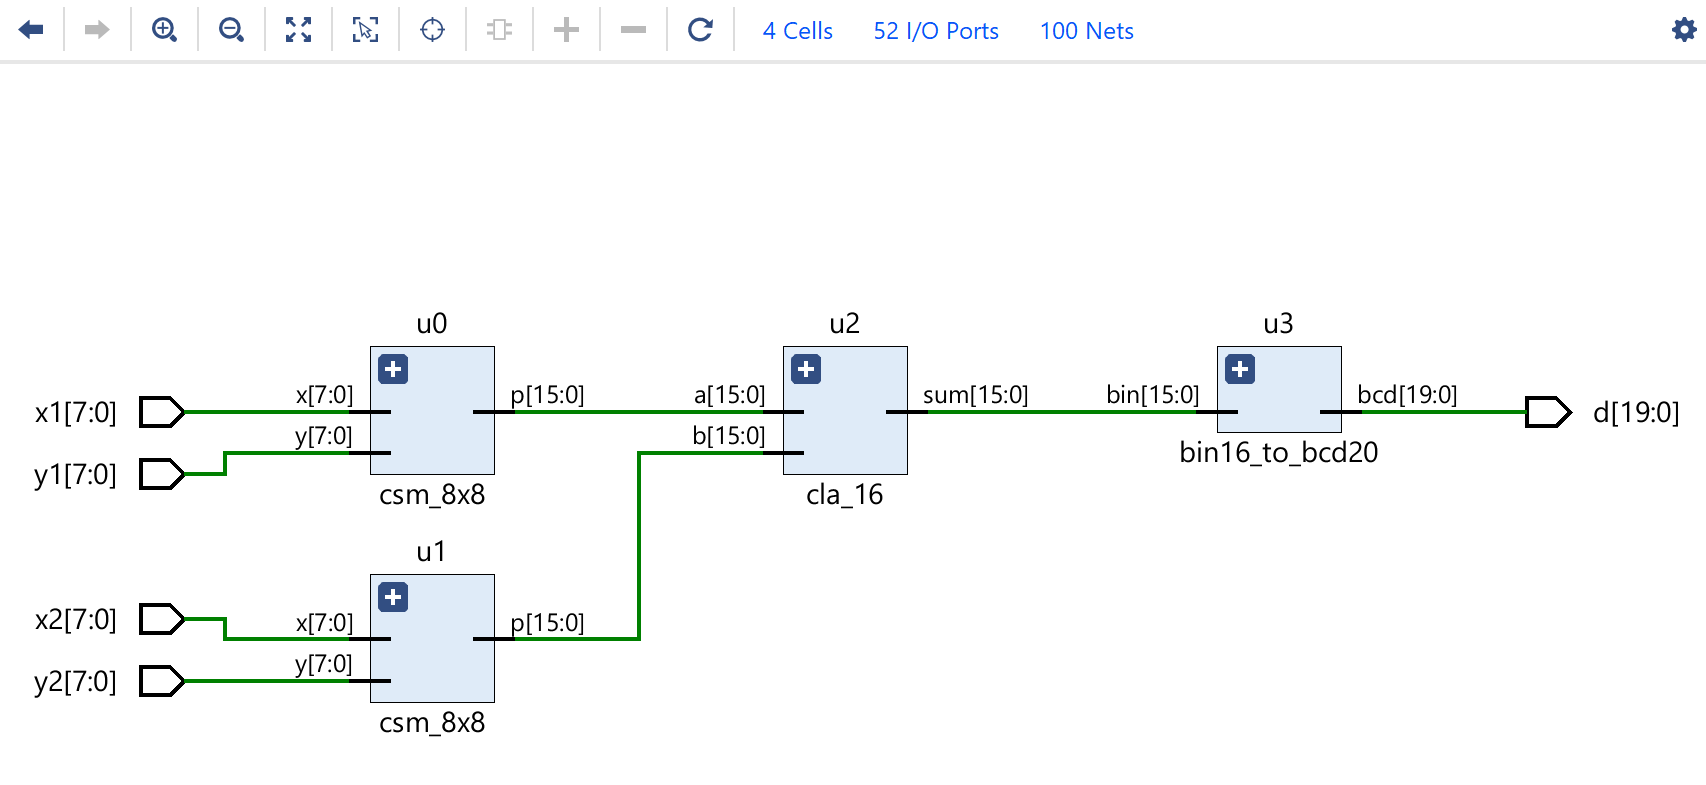 4 Cells 52 I/O Ports 100 Nets
u0 u2 u3
x1[7:0] x[7:0] p[15:0] a[15:0] sum[15:0] bin[15:0] bcd[19:0] d[19:0]
y[7:0] b[15:0]
y1[7:0] bin16_to_bcd20
csm_8x8 cla_16
u1
x2[7:0] x[7:0] p[15:0]
y[7:0]
y2[7:0]
csm_8x8